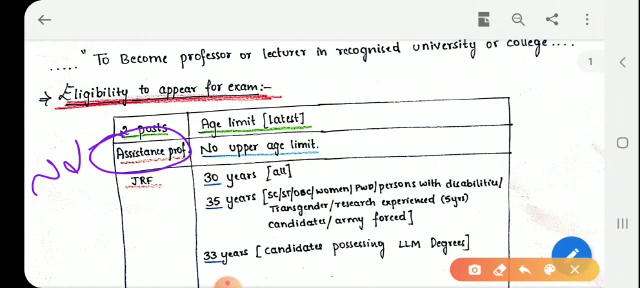 ..... " To Become professor or lecturer in recognised university or college ....
⇒ Eligibility to appear for exam:-
2 posts Age limit [latest]
Assistance prof. No upper age limit.
JRF 30 years [all]
35 years [SC/ST/OBC/women/PWD/persons with disabilities/
Transgender/research experienced (5yrs)
candidates/army forced]
33 years [candidates possessing LLM Degrees]
1